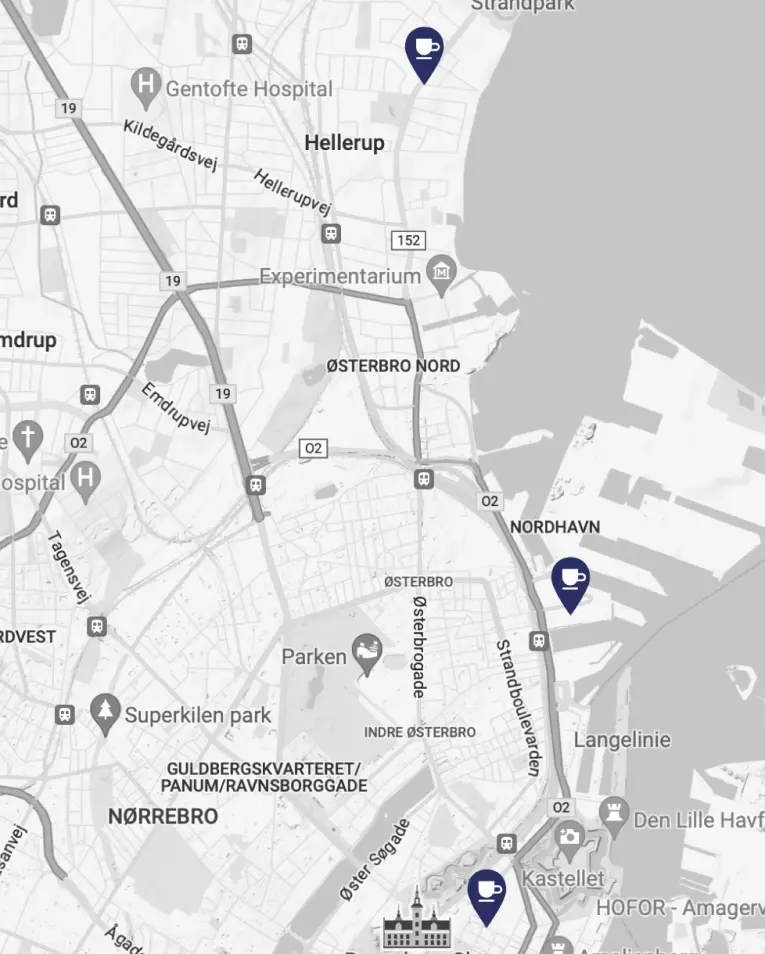 Strandpark
Gentofte Hospital
19
Kildegårdsvej
Hellerup
Hellerupvej
rd
152
19
Experimentarium
mdrup
ØSTERBRO NORD
19
Emdrupvej
O2
O2
e
ospital
O2
NORDHAVN
Tagensvej
ØSTERBRO
Østerbrogade
RDVEST
Strandboulevarden
Parken
Superkilen park
INDRE ØSTERBRO
Langelinie
GULDBERGSKVARTERET/
PANUM/RAVNSBORGGADE
NØRREBRO
O2
Den Lille Havf
sanvej
Øster Søgade
Kastellet
HOFOR - Amagerv
Ågad